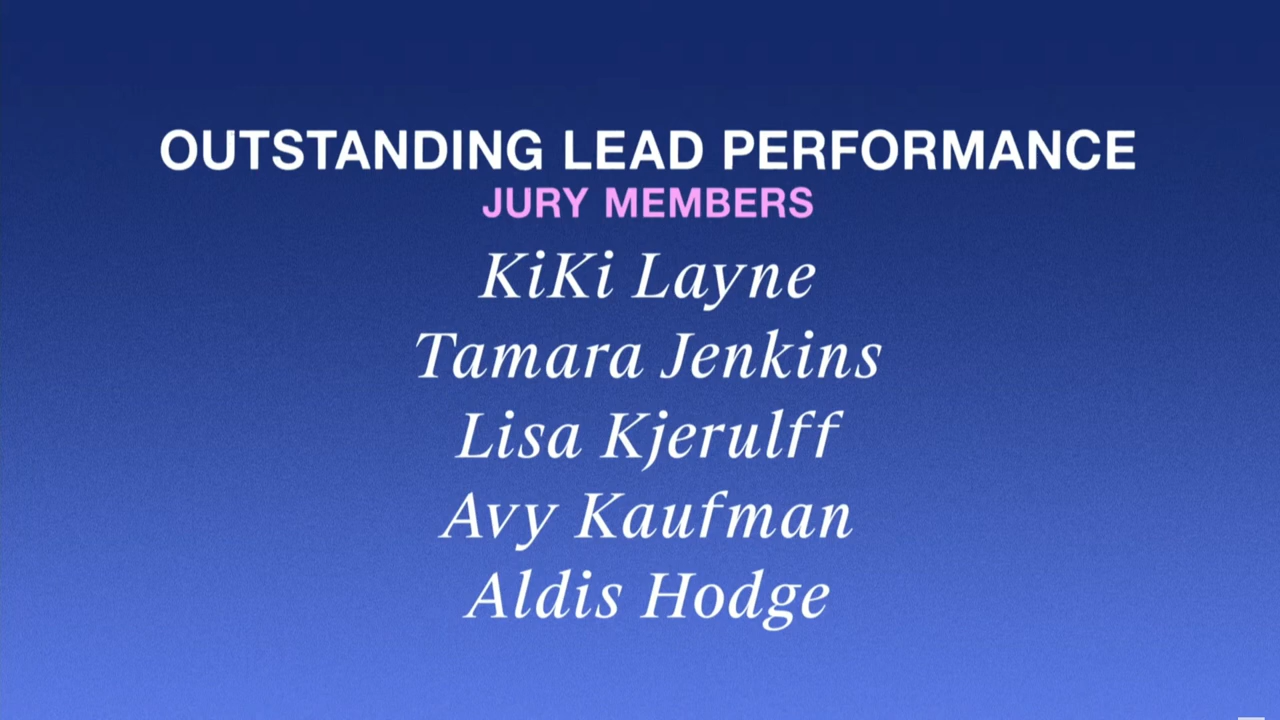 OUTSTANDING LEAD PERFORMANCE
JURY MEMBERS
KiKi Layne
Tamara Jenkins
Lisa Kjerulff
Avy Kaufman
Aldis Hodge